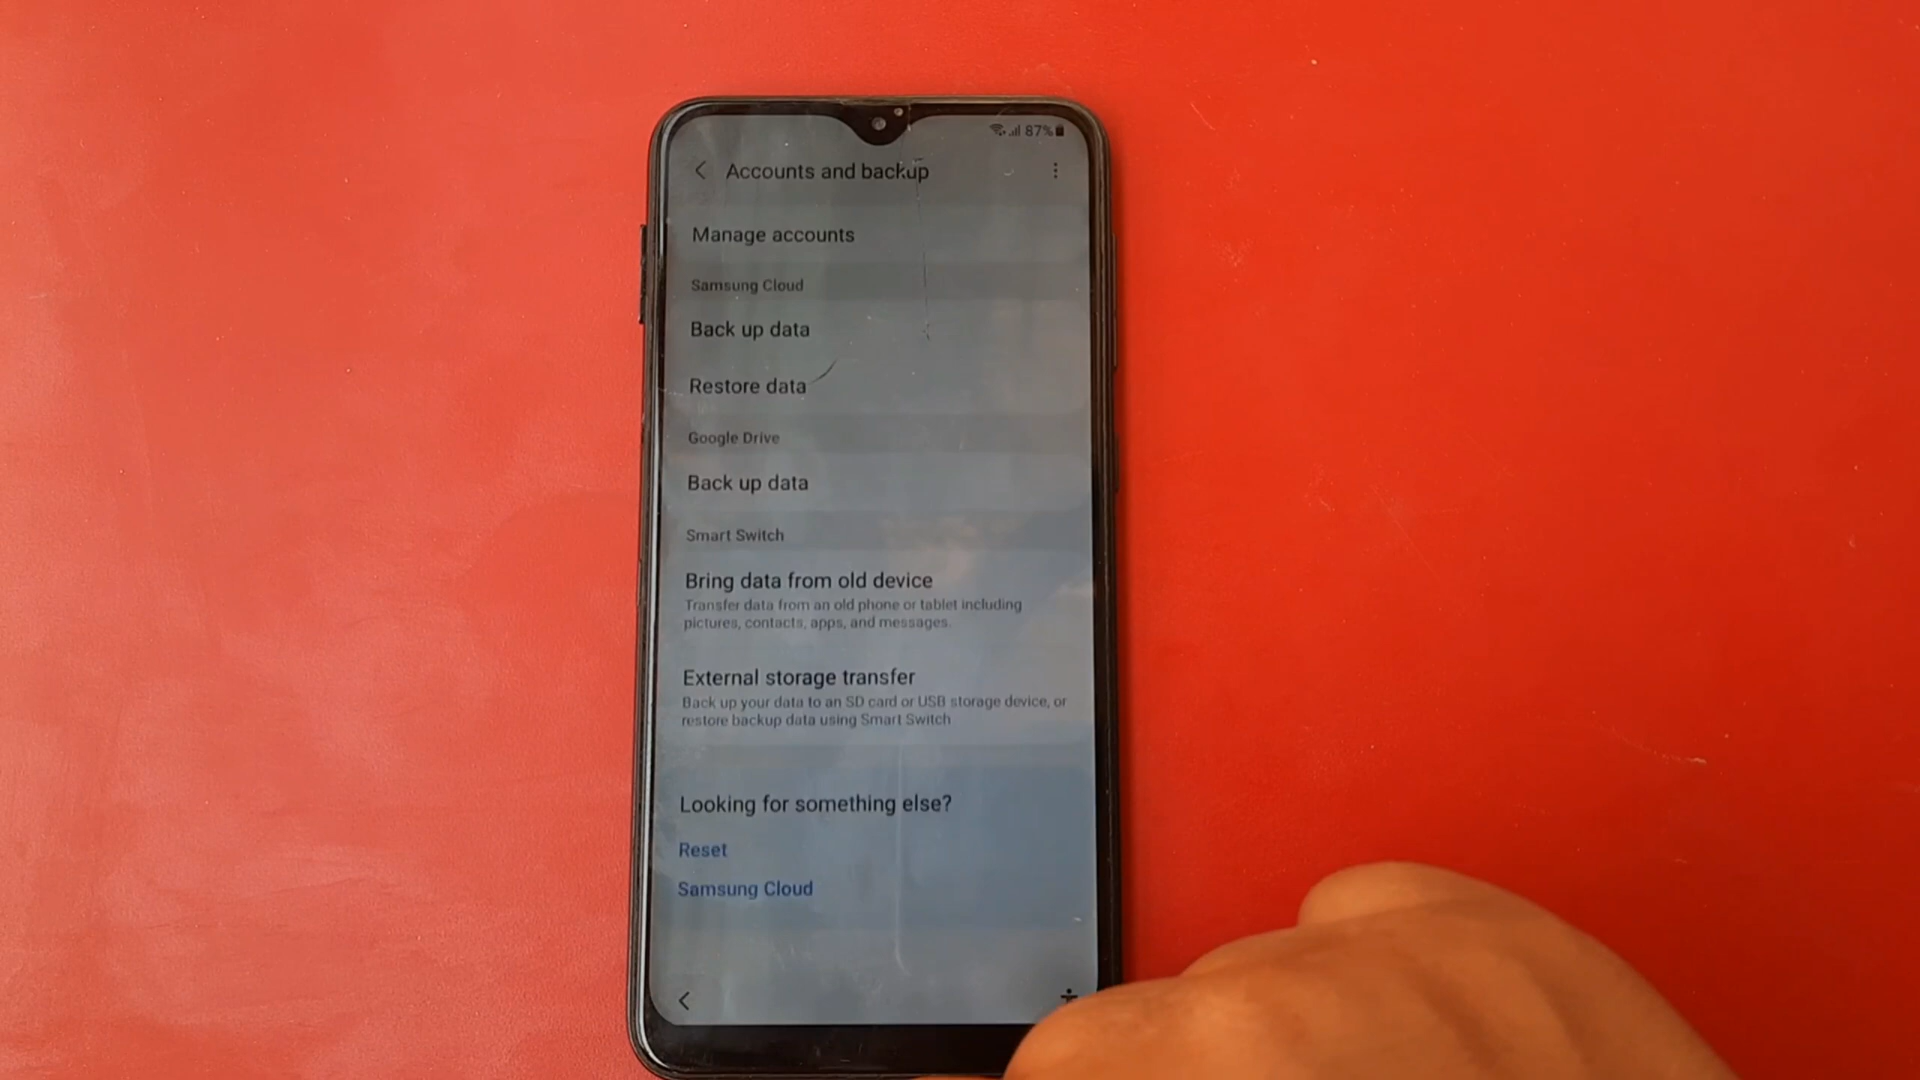 87%
Accounts and backup
Manage accounts
Samsung Cloud
Back up data
Restore data
Google Drive
Back up data
Smart Switch
Bring data from old device
Transfer data from an old phone or tablet including
pictures, contacts, apps, and messages.
External storage transfer
Back up your data to an SD card or USB storage device, or
restore backup data using Smart Switch
Looking for something else?
Reset
Samsung Cloud